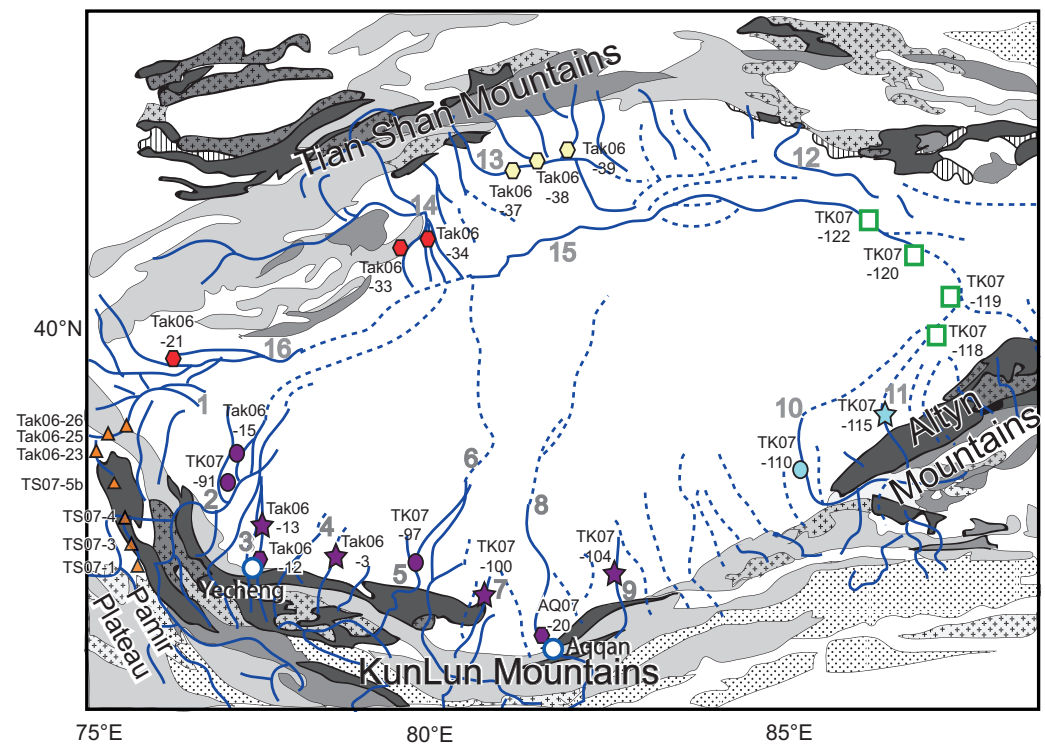 Tian Shan Mountains
13
Tak06
-39
Tak06
-38
Tak06
-37
12
14
Tak06
-34
Tak06
-33
15
TK07
-122
TK07
-120
TK07
-119
TK07
-118
40°N
Tak06
-21
16
1
Tak06
-15
TK07
-91
2
Tak06-26
Tak06-25
Tak06-23
TS07-5b
TS07-4
TS07-3
TS07-1
3
Tak06
-13
Tak06
-12
Yecheng
4
Tak06
-3
TK07
-97
5
6
TK07
-100
7
8
AQ07
-20
Aqqan
TK07
-104
9
10
TK07
-110
11
TK07
-115
Altyn
Mountains
Pamir
Plateau
KunLun Mountains
75°E
80°E
85°E